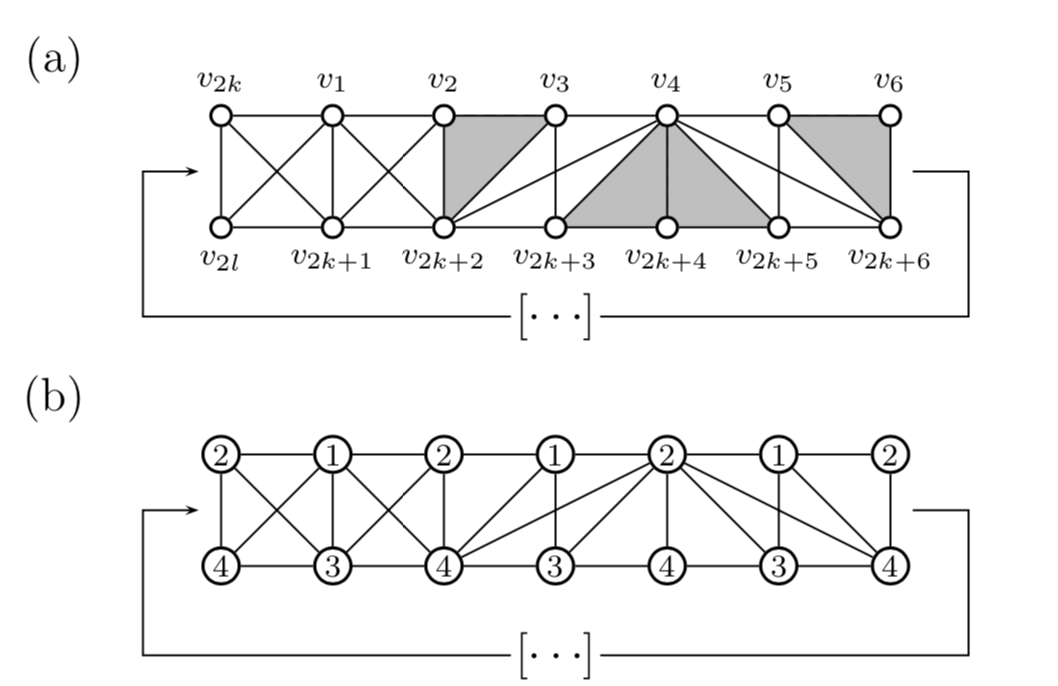 (a)
v_{2k} v_1 v_2 v_3 v_4 v_5 v_6
v_{2l} v_{2k+1} v_{2k+2} v_{2k+3} v_{2k+4} v_{2k+5} v_{2k+6}
[···]
(b)
2 1 2 1 2 1 2
4 3 4 3 4 3 4
[···]